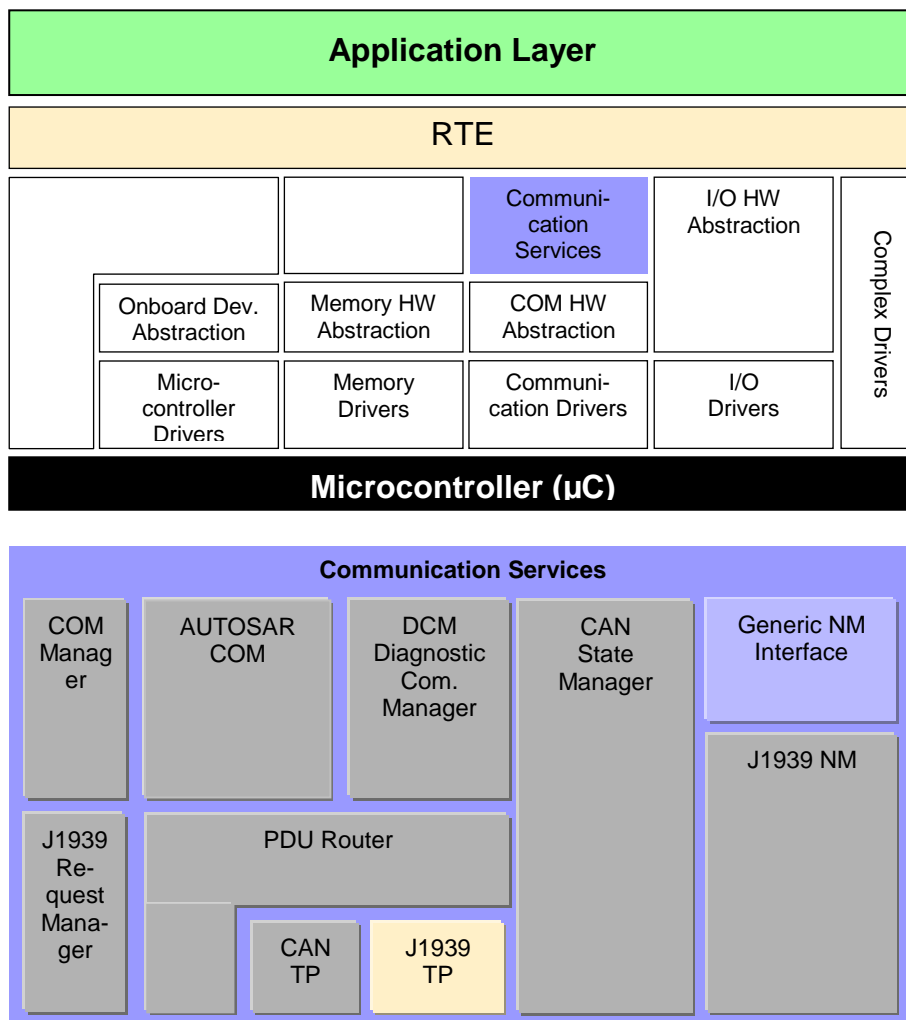 Application Layer
RTE
Communi-
cation
Services
I/O HW
Abstraction
Complex Drivers
Onboard Dev.
Abstraction
Memory HW
Abstraction
COM HW
Abstraction
Micro-
controller
Drivers
Memory
Drivers
Communi-
cation Drivers
I/O
Drivers
Microcontroller (µC)
Communication Services
COM
Manag
er
AUTOSAR
COM
DCM
Diagnostic
Com.
Manager
CAN
State
Manager
Generic NM
Interface
J1939 NM
J1939
Re-
quest
Mana-
ger
PDU Router
CAN
TP
J1939
TP